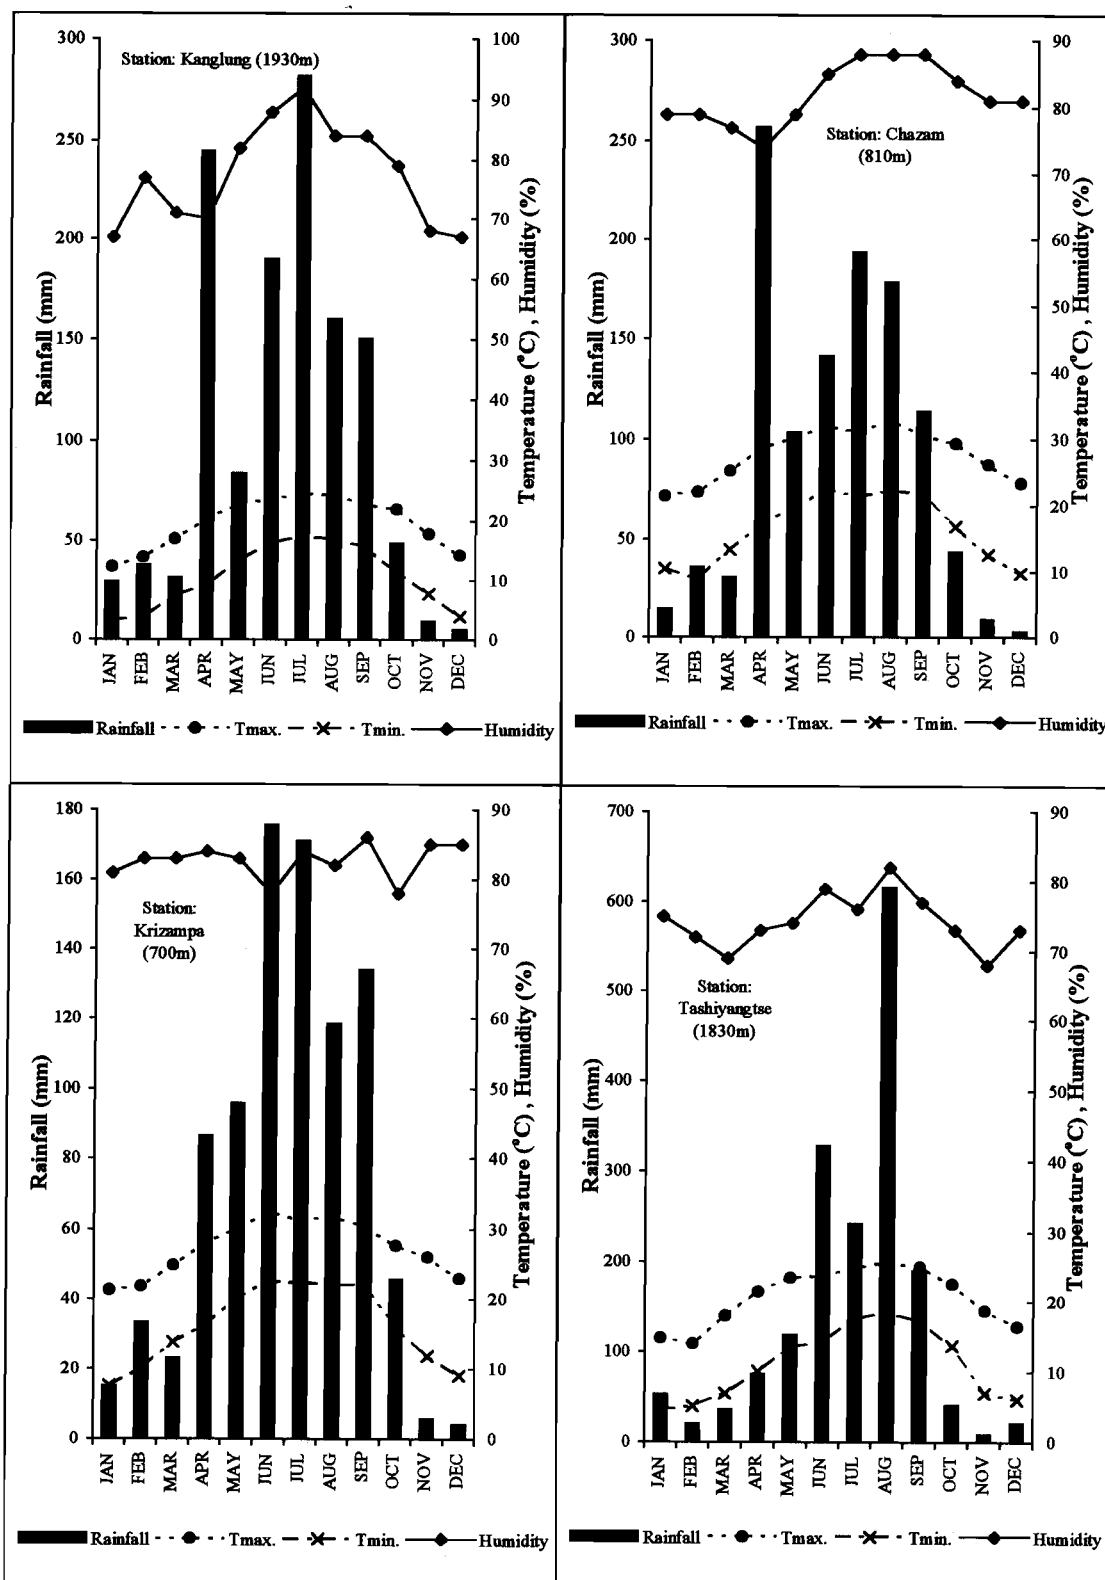 Station: Kanglung (1930m)
300
250
200
150
100
50
0
Rainfall (mm)
100
90
80
70
60
50
40
30
20
10
0
Temperature (°C) , Humidity (%)
JAN
FEB
MAR
APR
MAY
JUN
JUL
AUG
SEP
OCT
NOV
DEC
Rainfall Tmax. Tmin. Humidity
Station: Chazam
(810m)
300
250
200
150
100
50
0
Rainfall (mm)
90
80
70
60
50
40
30
20
10
0
Temperature (°C) , Humidity (%)
JAN
FEB
MAR
APR
MAY
JUN
JUL
AUG
SEP
OCT
NOV
DEC
Rainfall Tmax. Tmin. Humidity
Station:
Krizampa
(700m)
180
160
140
120
100
80
60
40
20
0
Rainfall (mm)
90
80
70
60
50
40
30
20
10
0
Temperature (°C) , Humidity (%)
JAN
FEB
MAR
APR
MAY
JUN
JUL
AUG
SEP
OCT
NOV
DEC
Rainfall Tmax. Tmin. Humidity
Station:
Tashiyangtse
(1830m)
700
600
500
400
300
200
100
0
Rainfall (mm)
90
80
70
60
50
40
30
20
10
0
Temperature (°C) , Humidity (%)
JAN
FEB
MAR
APR
MAY
JUN
JUL
AUG
SEP
OCT
NOV
DEC
Rainfall Tmax. Tmin. Humidity